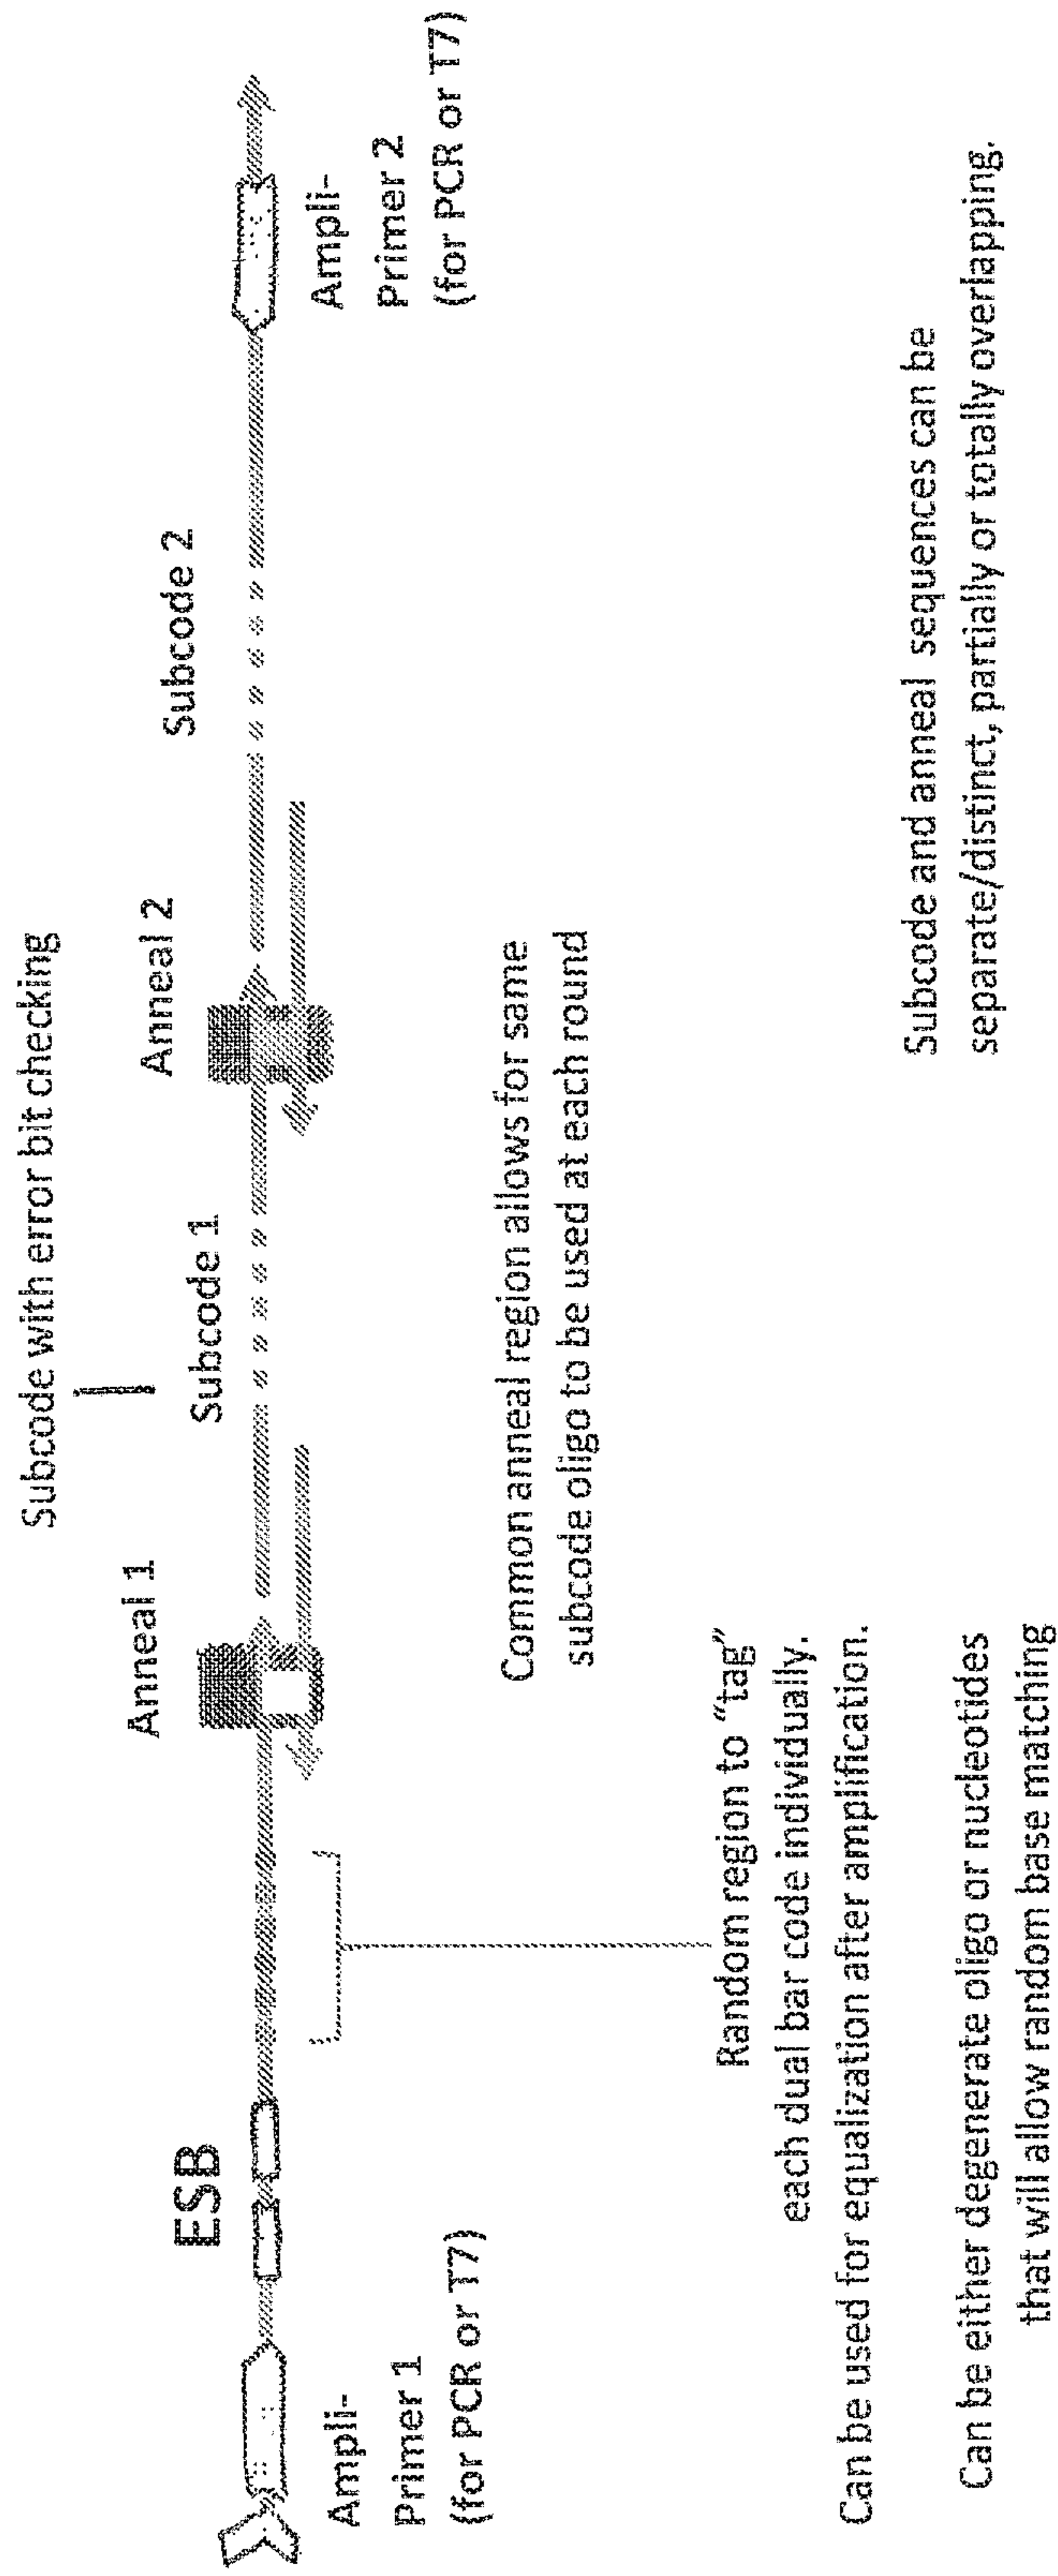 Subcode with error bit checking
Anneal 1
Anneal 2
ESB
Subcode 1
Subcode 2
Ampli-
Primer 1
(for PCR or T7)
Ampli-
Primer 2
(for PCR or T7)
Common anneal region allows for same
subcode oligo to be used at each round
Random region to “tag”
each dual bar code individually.
Can be used for equalization after amplification.
Can be either degenerate oligo or nucleotides
that will allow random base matching
Subcode and anneal sequences can be
separate/distinct, partially or totally overlapping.